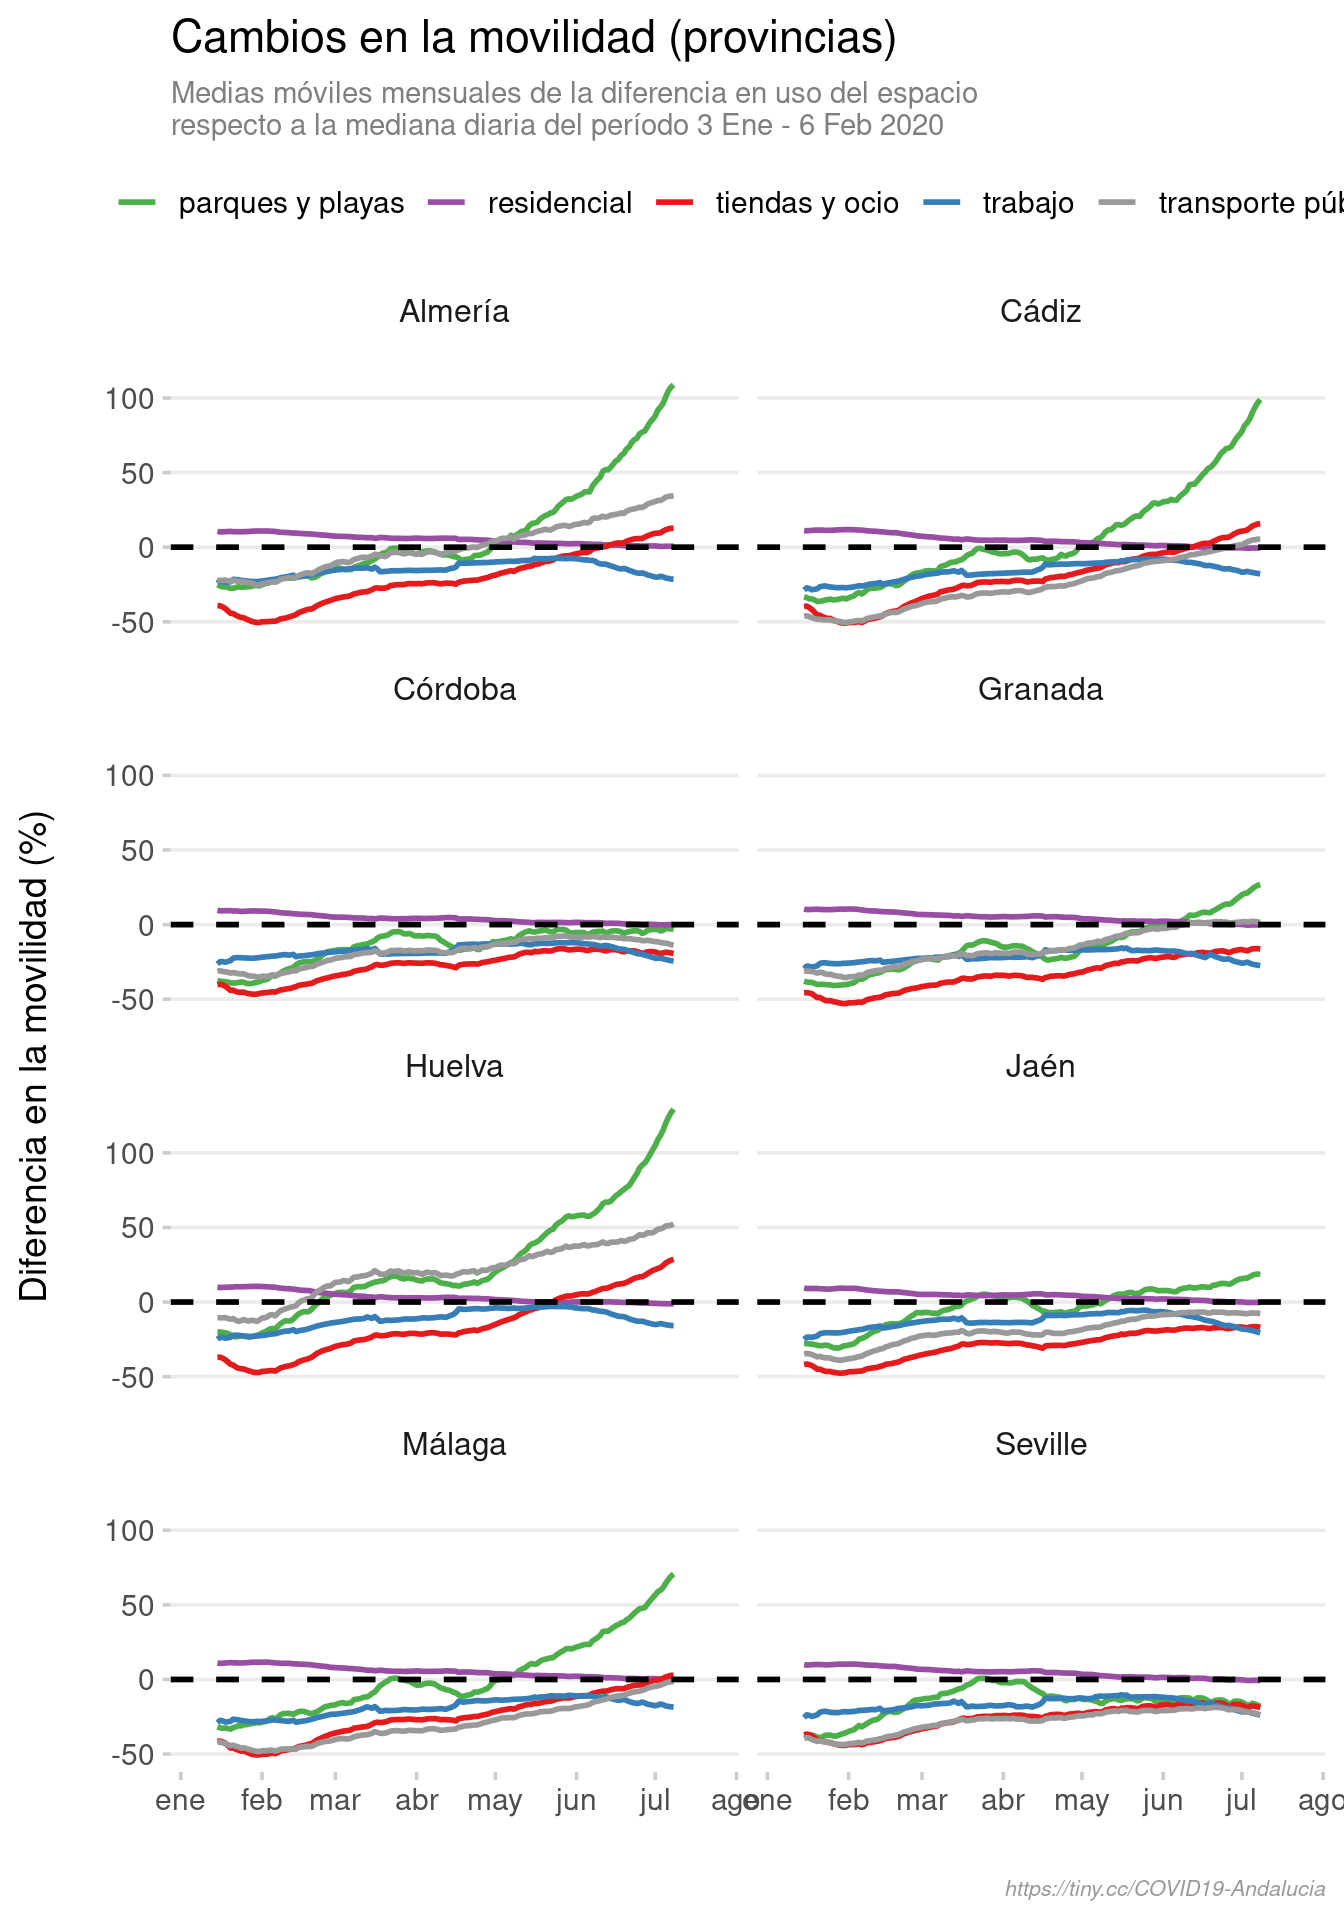 Cambios en la movilidad (provincias)
Medias móviles mensuales de la diferencia en uso del espacio
respecto a la mediana diaria del período 3 Ene - 6 Feb 2020
parques y playas residencial tiendas y ocio trabajo transporte púb
Almería Cádiz
100
50
0
-50
Córdoba Granada
100
50
0
-50
Diferencia en la movilidad (%)
Huelva Jaén
100
50
0
-50
Málaga Seville
100
50
0
-50
ene feb mar abr may jun jul ago ene feb mar abr may jun jul ago
https://tiny.cc/COVID19-Andalucia